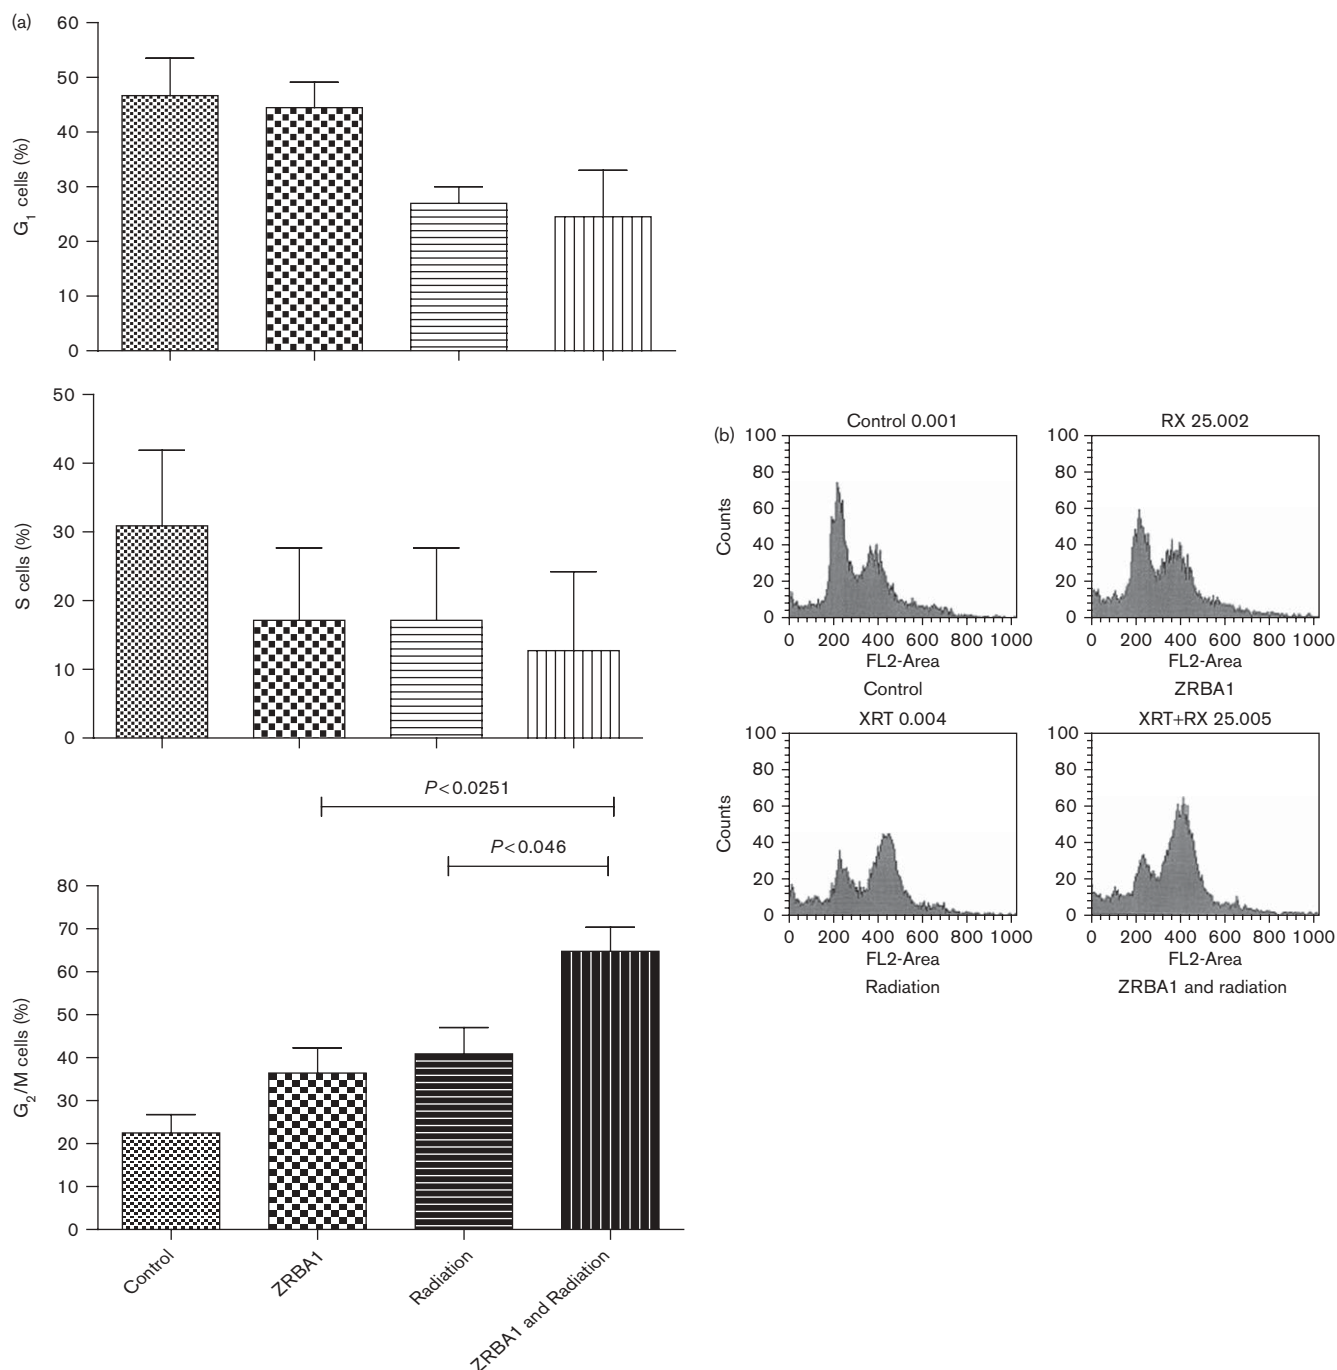 (a)
60
50
40
30
20
10
0
G1 cells (%)
50
40
30
20
10
0
S cells (%)
P<0.0251
P<0.046
80
70
60
50
40
30
20
10
0
G2/M cells (%)
Control
ZRBA1
Radiation
ZRBA1 and Radiation
(b)
Control 0.001
100
80
60
40
20
0
Counts
0 200 400 600 800 1000
FL2-Area
Control
RX 25.002
100
80
60
40
20
0
0 200 400 600 800 1000
FL2-Area
ZRBA1
XRT 0.004
100
80
60
40
20
0
Counts
0 200 400 600 800 1000
FL2-Area
Radiation
XRT+RX 25.005
100
80
60
40
20
0
0 200 400 600 800 1000
FL2-Area
ZRBA1 and radiation